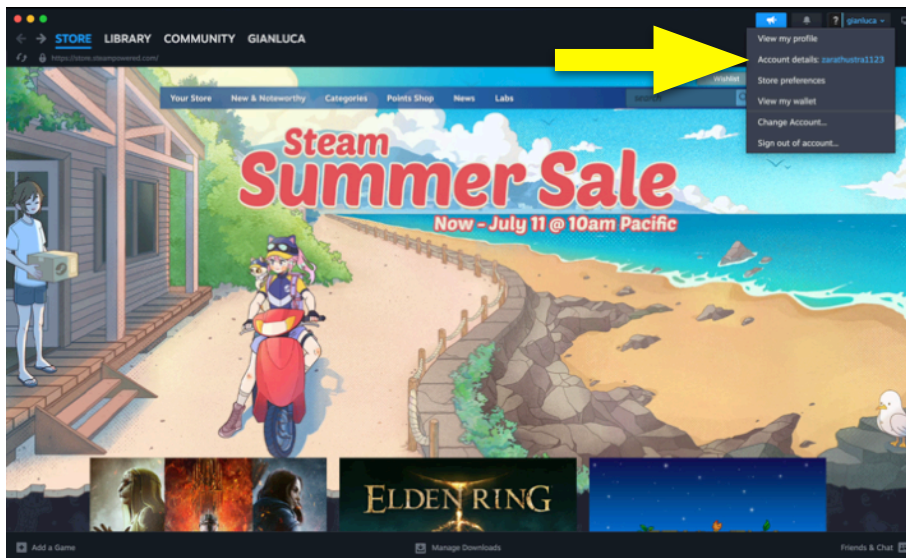 ? gianluca
STORE LIBRARY COMMUNITY GIANLUCA
https://store.steampowered.com/
View my profile
Account details: zarathustra1123
Store preferences
View my wallet
Change Account...
Sign out of account...
Wishlist
Your Store New & Noteworthy Categories Points Shop News Labs
search
Steam
Summer Sale
Now - July 11 @ 10am Pacific
ELDEN RING
Add a Game Manage Downloads Friends & Chat